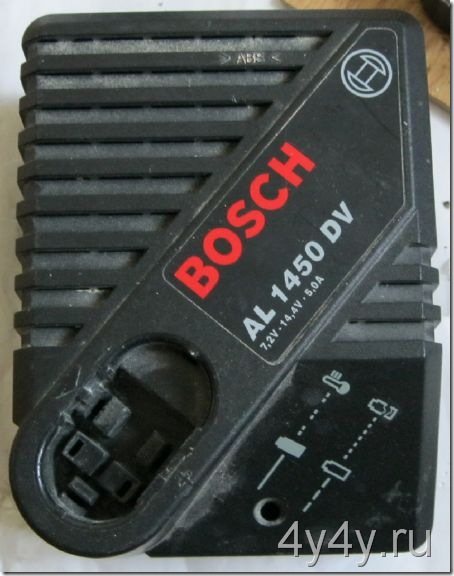 > ABS <
BOSCH
AL 1450 DV
7,2V - 14,4V - 5.0A
4y4y.ru